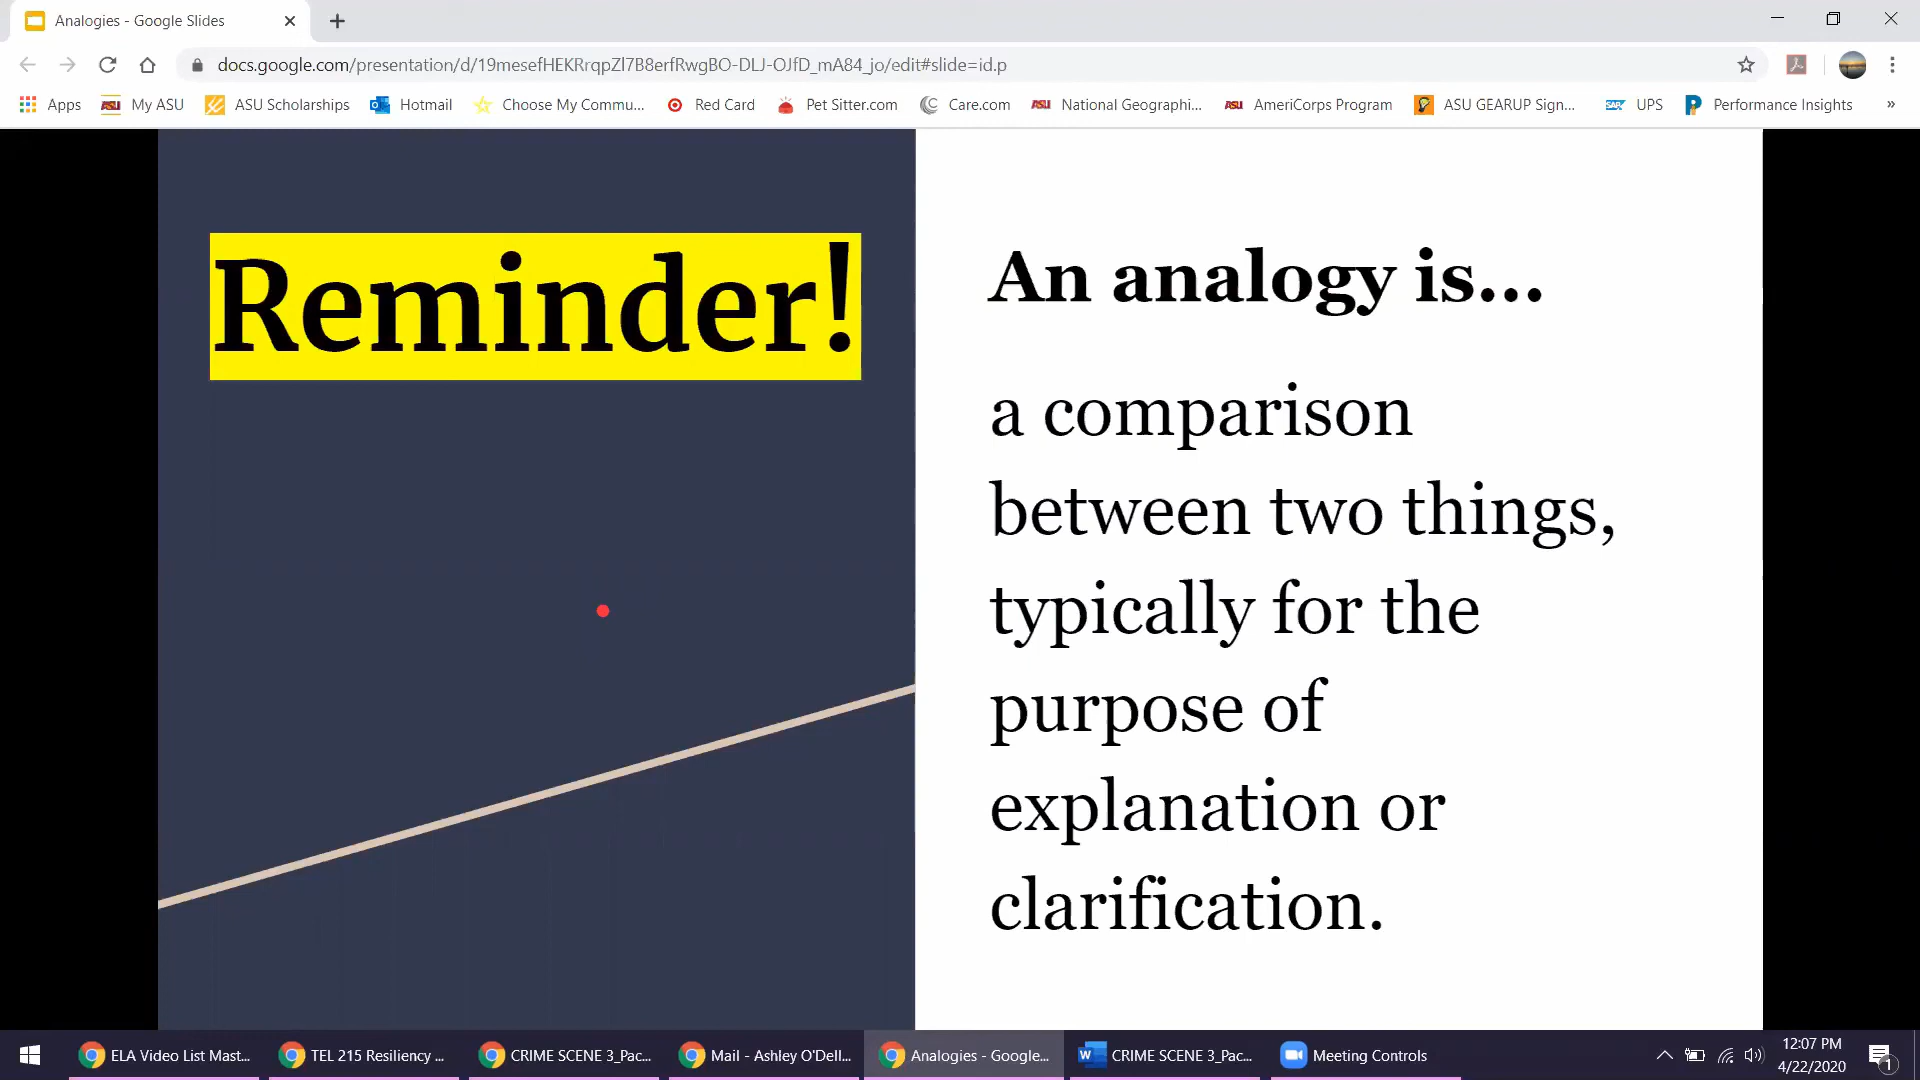 Analogies - Google Slides
docs.google.com/presentation/d/19mesefHEKRrqpZl7B8erfRwgBO-DLJ-OJfD_mA84_jo/edit#slide=id.p
Apps My ASU ASU Scholarships Hotmail Choose My Commu... Red Card Pet Sitter.com Care.com National Geographi... AmeriCorps Program ASU GEARUP Sign... UPS Performance Insights »
Reminder!
An analogy is...
a comparison
between two things,
typically for the
purpose of
explanation or
clarification.
ELA Video List Mast... TEL 215 Resiliency ... CRIME SCENE 3_Pac... Mail - Ashley O'Dell... Analogies - Google... CRIME SCENE 3_Pac... Meeting Controls
12:07 PM
4/22/2020
1